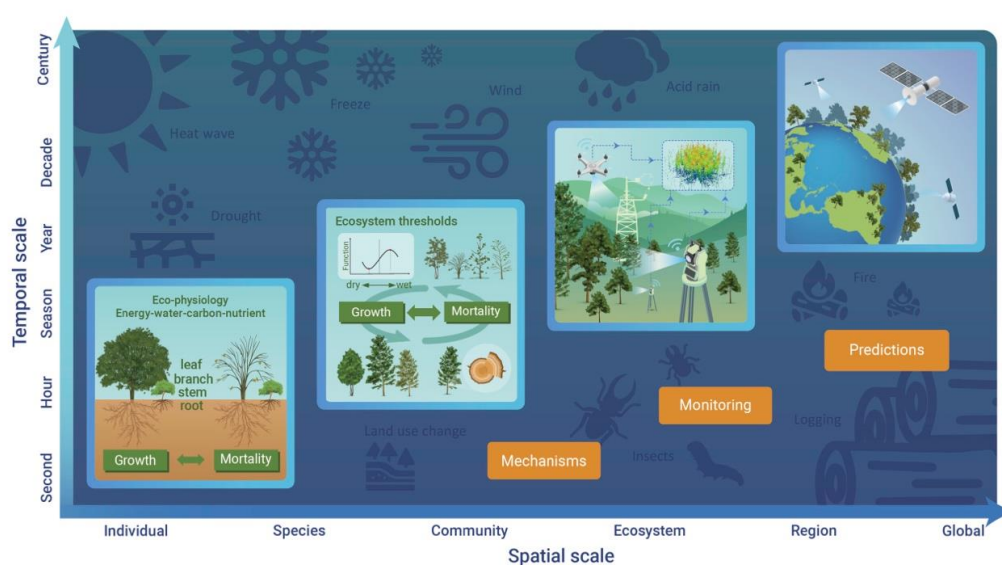 Century
Decade
Year
Season
Hour
Second
Temporal scale
Heat wave
Freeze
Wind
Acid rain
Drought
Ecosystem thresholds
Function
dry
wet
Growth
Mortality
Eco-physiology
Energy-water-carbon-nutrient
leaf
branch
stem
root
Growth
Mortality
Fire
Predictions
Monitoring
Logging
Land use change
Mechanisms
Insects
Individual
Species
Community
Ecosystem
Region
Global
Spatial scale